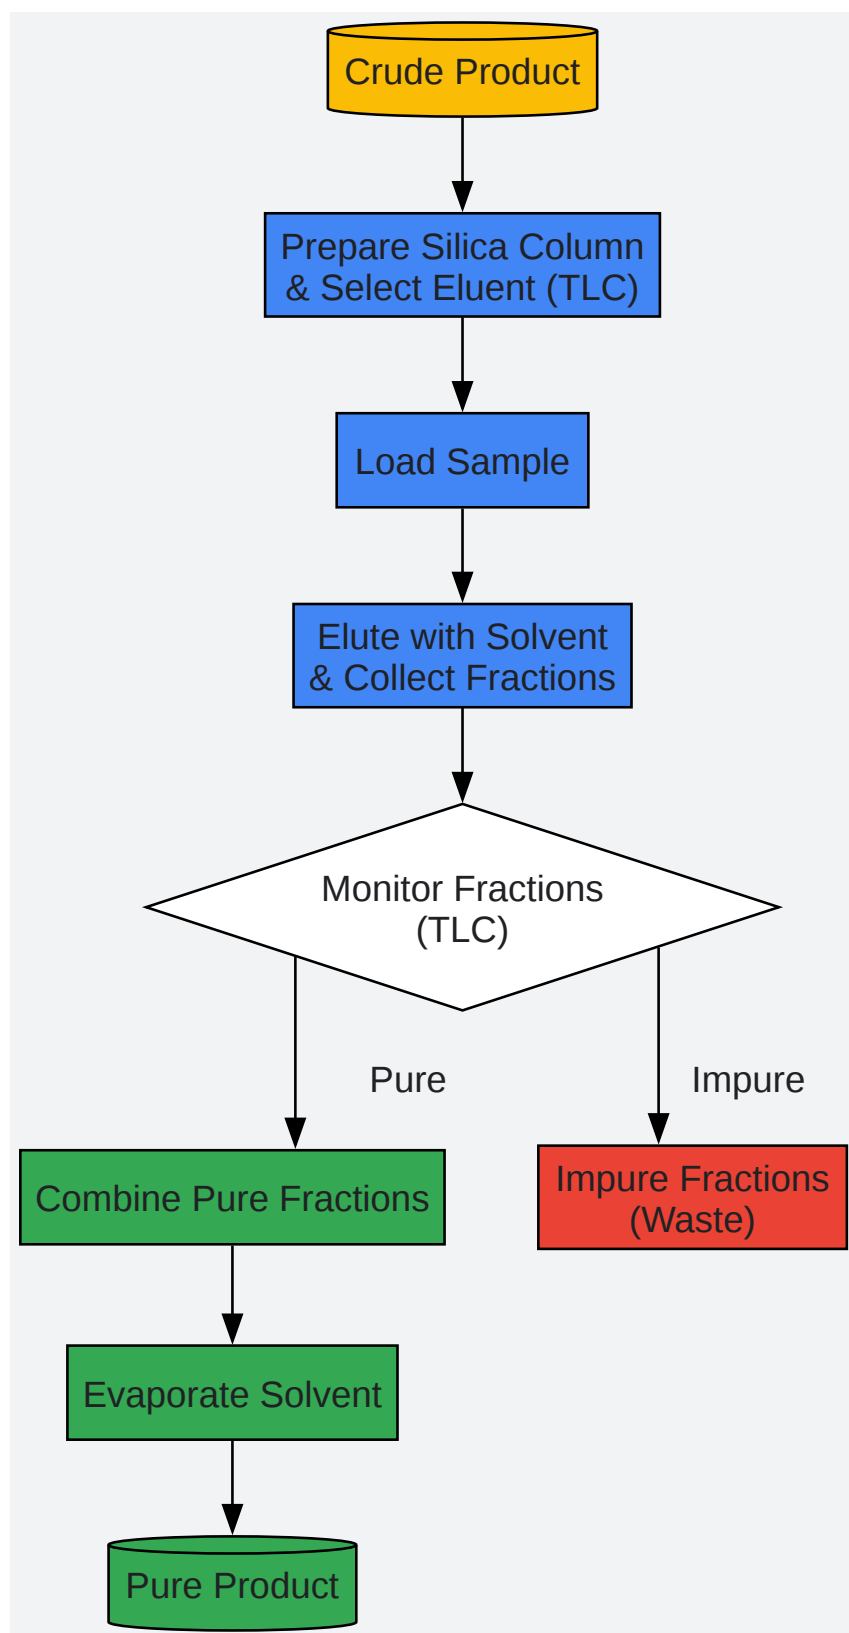 Crude Product
Prepare Silica Column
& Select Eluent (TLC)
Load Sample
Elute with Solvent
& Collect Fractions
Monitor Fractions
(TLC)
Pure
Impure
Combine Pure Fractions
Impure Fractions
(Waste)
Evaporate Solvent
Pure Product